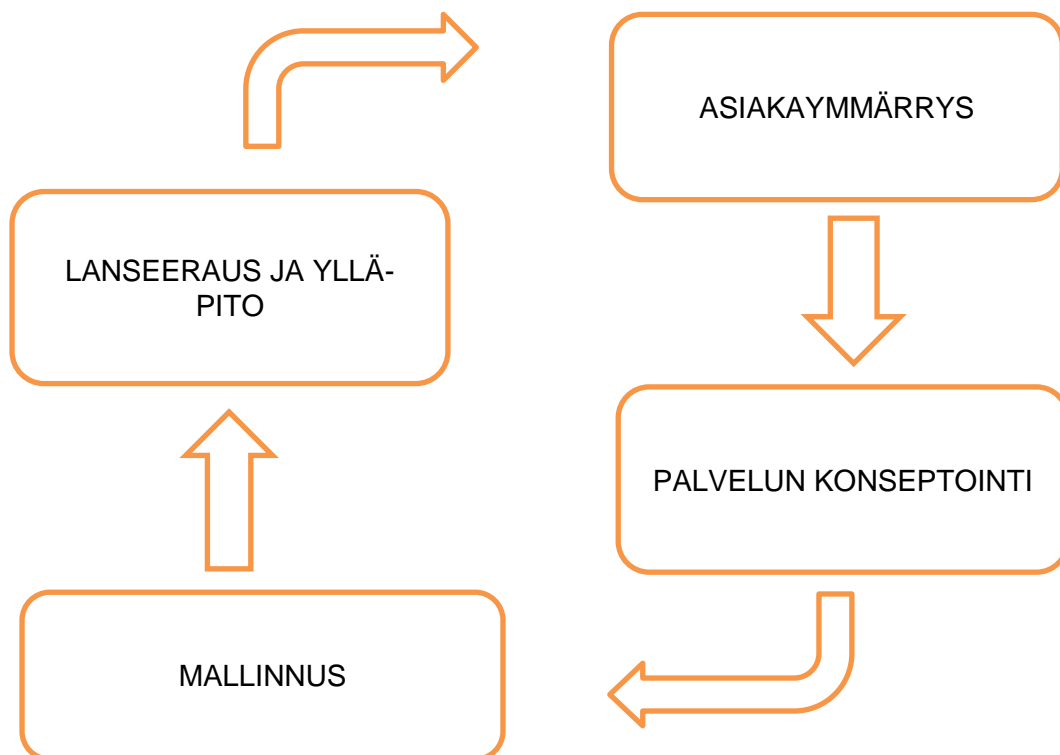 ASIAKAYMMÄRRYS
LANSEERAUS JA YLLÄ-
PITO
PALVELUN KONSEPTOINTI
MALLINNUS